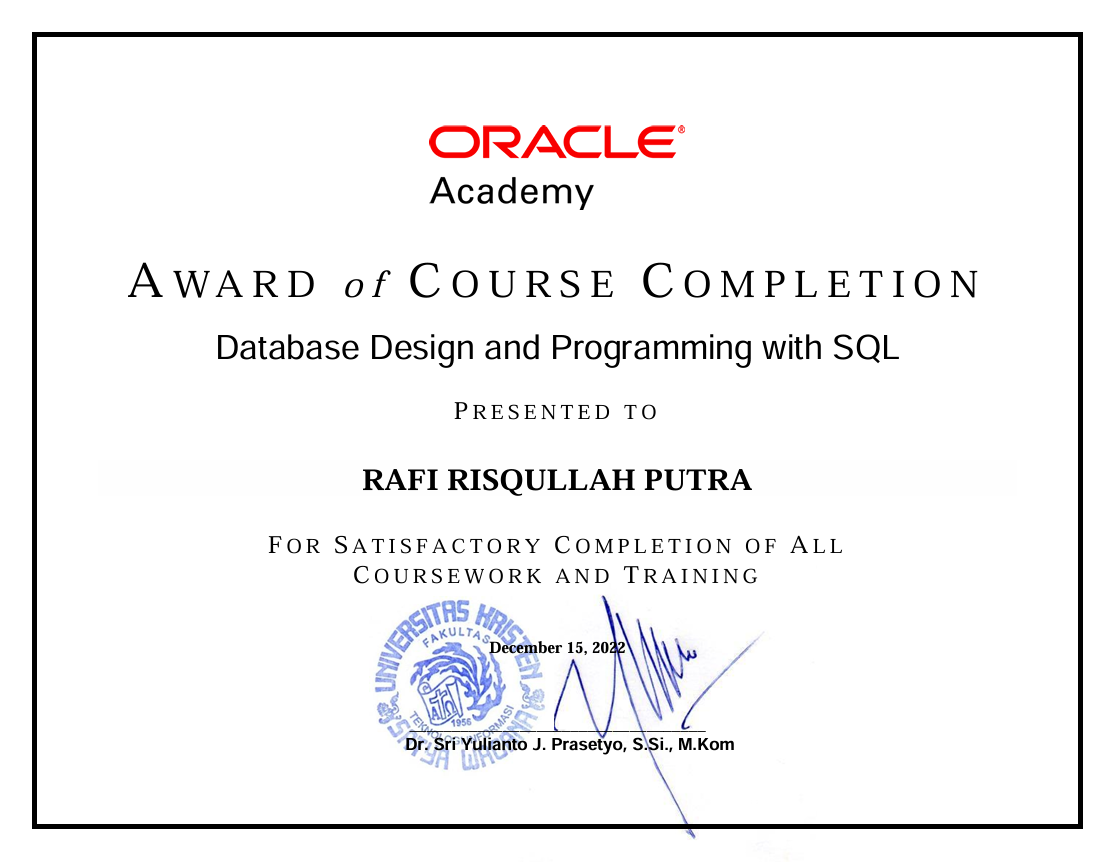 ORACLE®
Academy
AWARD of COURSE COMPLETION
Database Design and Programming with SQL
PRESENTED TO
RAFI RISQULLAH PUTRA
FOR SATISFACTORY COMPLETION OF ALL
COURSEWORK AND TRAINING
UNIVERSITAS KRISTEN
FAKULTAS
December 15, 2022
1956
TEKNOLOGI INFORMASI
SATYA WACANA
Dr. Sri Yulianto J. Prasetyo, S.Si., M.Kom